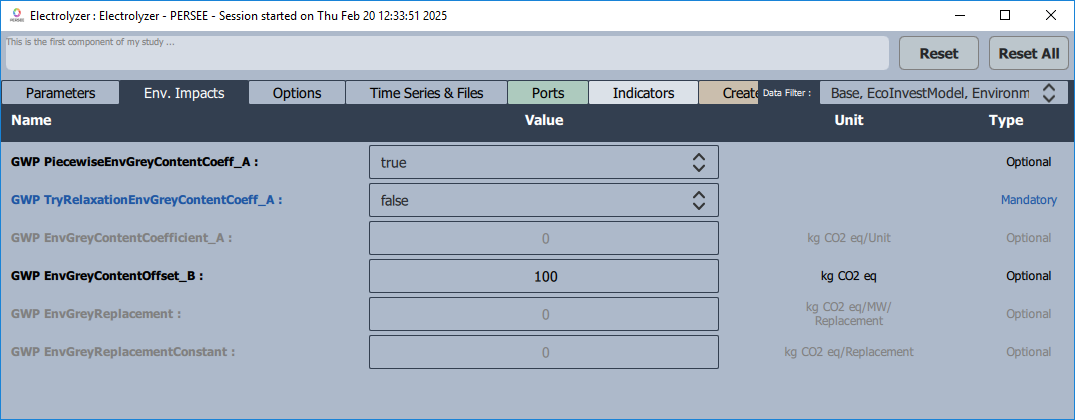 PERSEE
Electrolyzer : Electrolyzer - PERSEE - Session started on Thu Feb 20 12:33:51 2025
This is the first component of my study ...
Reset
Reset All
Parameters
Env. Impacts
Options
Time Series & Files
Ports
Indicators
Create
Data Filter :
Base, EcoInvestModel, Environm
Name Value Unit Type
GWP PiecewiseEnvGreyContentCoeff_A : true Optional
GWP TryRelaxationEnvGreyContentCoeff_A : false Mandatory
GWP EnvGreyContentCoefficient_A : 0 kg CO2 eq/Unit Optional
GWP EnvGreyContentOffset_B : 100 kg CO2 eq Optional
GWP EnvGreyReplacement : 0 kg CO2 eq/MW/
Replacement Optional
GWP EnvGreyReplacementConstant : 0 kg CO2 eq/Replacement Optional